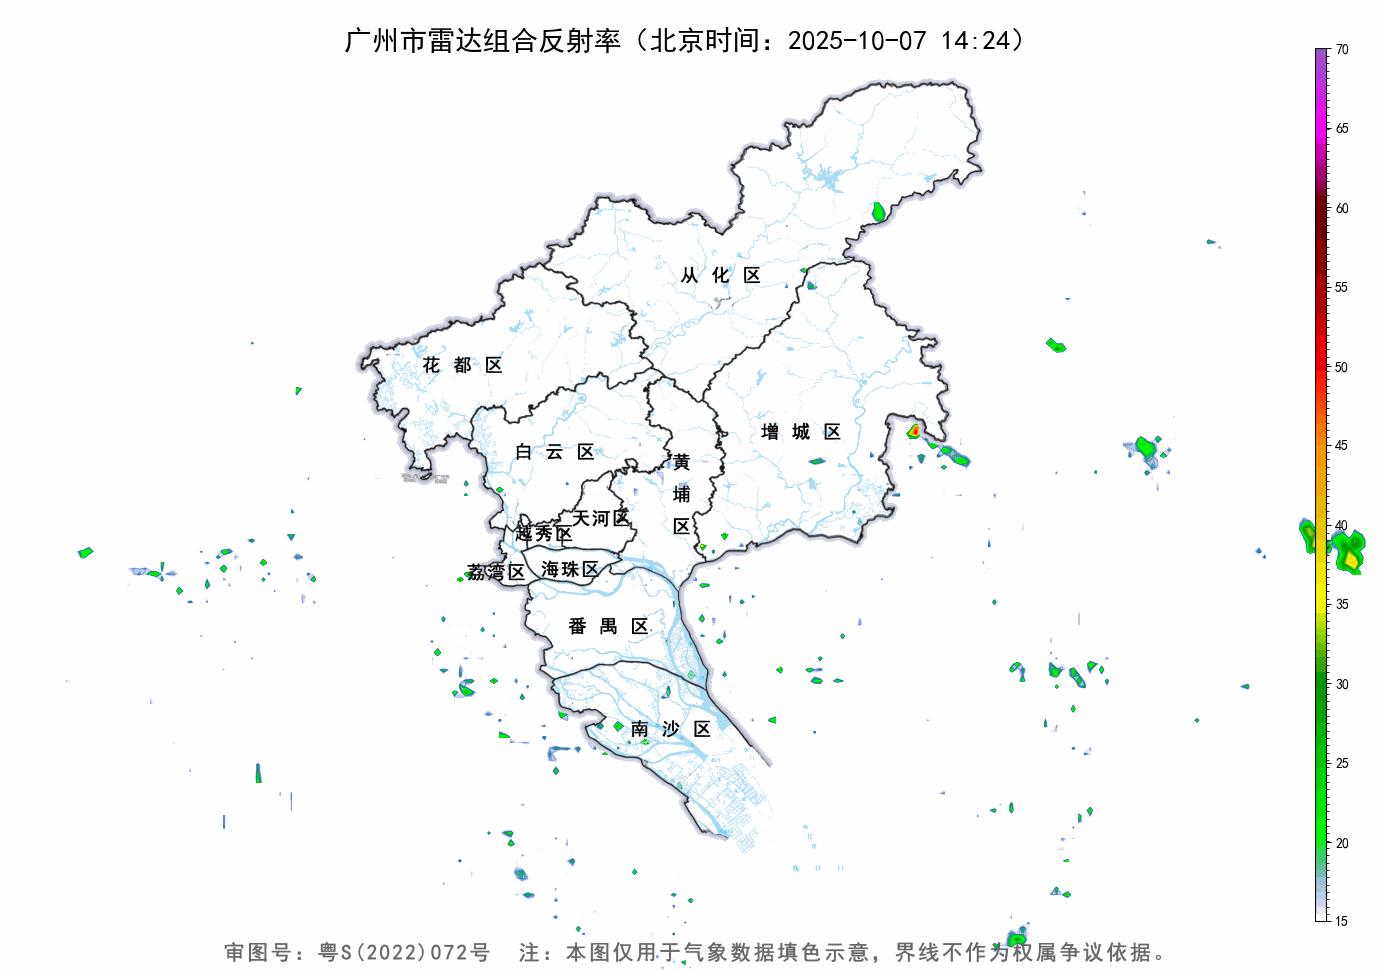 广州市雷达组合反射率（北京时间：2025-10-07 14:24）
70
65
60
55
50
45
40
35
30
25
20
15
从化区
花都区
增城区
白云区
黄埔区
天河区
越秀区
荔湾区
海珠区
番禺区
南沙区
审图号：粤S(2022)072号 注：本图仅用于气象数据填色示意，界线不作为权属争议依据。